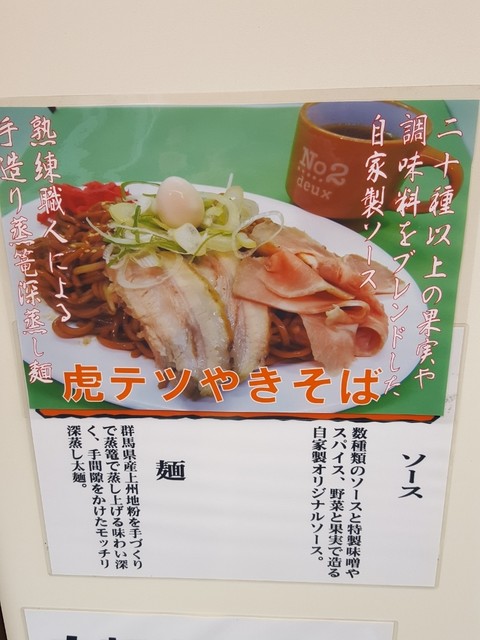 二十種以上の果実や
調味料をブレンドした
自家製ソース
No.2
deux
熟練職人による
手造り蒸篭深蒸し麺
虎テツやきそば
ソース
数種類のソースと特製味噌や
スパイス、野菜と果実で造る
自家製オリジナルソース。
麺
群馬県産上州地粉を手づくり
で蒸篭で蒸し上げる味わい深
く、手間隙をかけたモッチリ
深蒸し太麺。